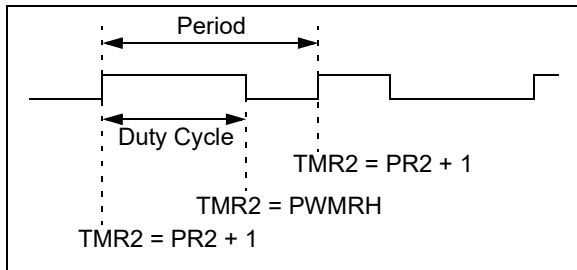 Period
Duty Cycle
TMR2 = PR2 + 1
TMR2 = PWMRH
TMR2 = PR2 + 1